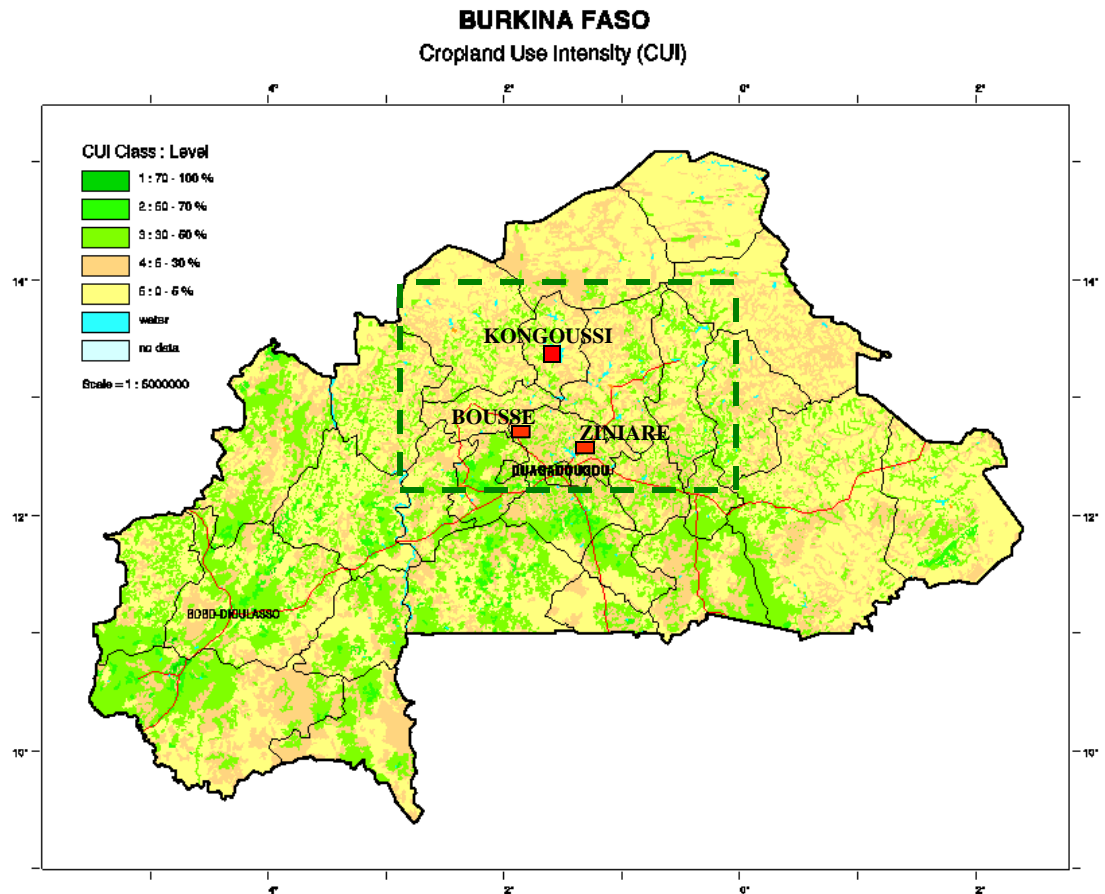 BURKINA FASO
Cropland Use Intensity (CUI)
4° 2° 0° 2°
CUI Class : Level
1 : 70 - 100 %
2 : 50 - 70 %
3 : 30 - 50 %
4 : 5 - 30 %
5 : 0 - 5 %
water
no data
Scale = 1 : 5000000
14° 14°
KONGOUSSI
BOUSSE
ZINIARE
OUAGADOUGOU
12° 12°
BOBO-DIOULASSO
10° 10°
4° 2° 0° 2°